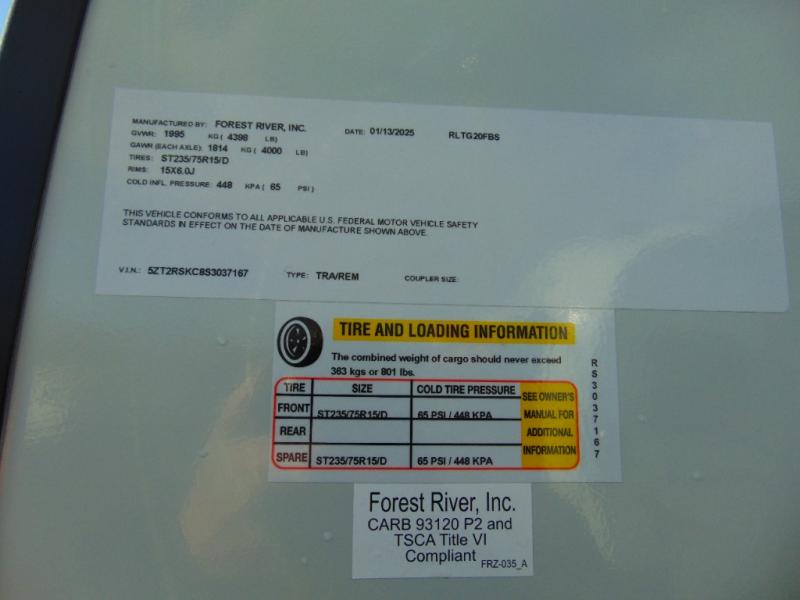 MANUFACTURED BY: FOREST RIVER, INC. DATE: 01/13/2025 RLTG20FBS
GVWR: 1995 KG ( 4398 LB)
GAWR (EACH AXLE): 1814 KG ( 4000 LB)
TIRES: ST235/75R15/D
RIMS: 15X6.0J
COLD INFL. PRESSURE: 448 KPA ( 65 PSI )
THIS VEHICLE CONFORMS TO ALL APPLICABLE U.S. FEDERAL MOTOR VEHICLE SAFETY
STANDARDS IN EFFECT ON THE DATE OF MANUFACTURE SHOWN ABOVE.
V.I.N.: 5ZT2RSKC8S3037167 TYPE: TRA/REM COUPLER SIZE:
TIRE AND LOADING INFORMATION
The combined weight of cargo should never exceed
363 kgs or 801 lbs.
TIRE SIZE COLD TIRE PRESSURE
FRONT ST235/75R15/D 65 PSI / 448 KPA
REAR
SPARE ST235/75R15/D 65 PSI / 448 KPA
SEE OWNER'S
MANUAL FOR
ADDITIONAL
INFORMATION
RS3037167
Forest River, Inc.
CARB 93120 P2 and
TSCA Title VI
Compliant
FRZ-035_A